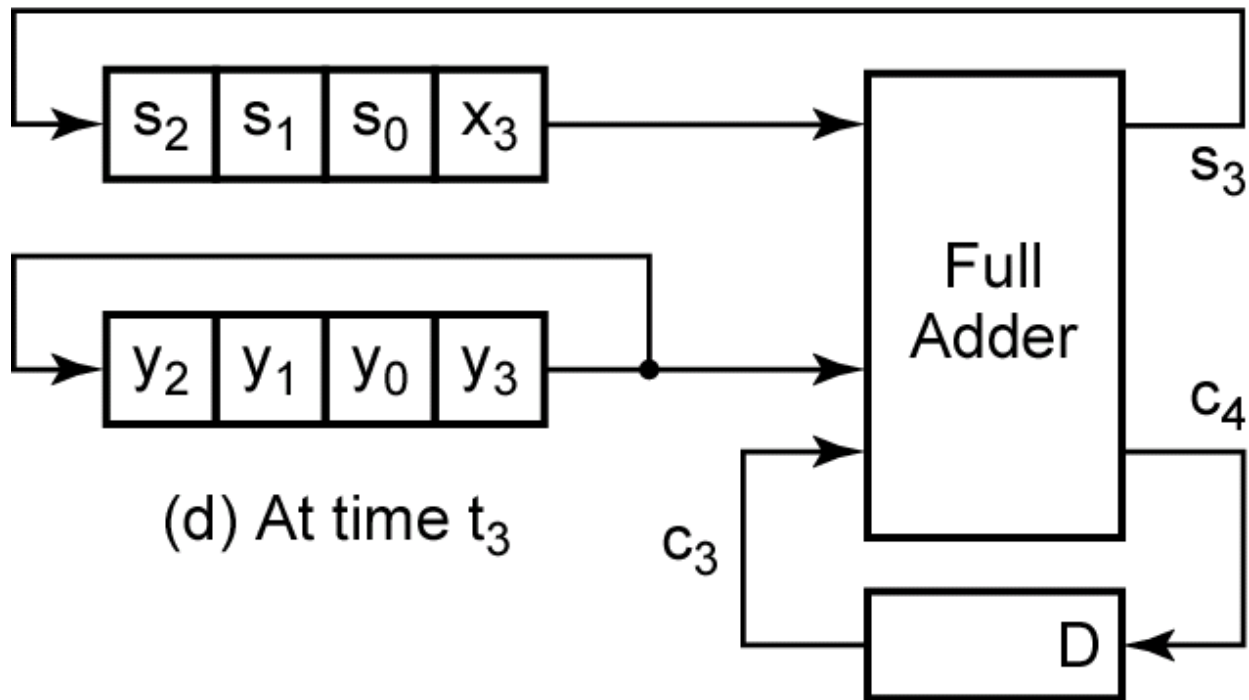 s₂ s₁ s₀ x₃
s₃
Full
Adder
y₂ y₁ y₀ y₃
c₄
(d) At time t₃
c₃
D